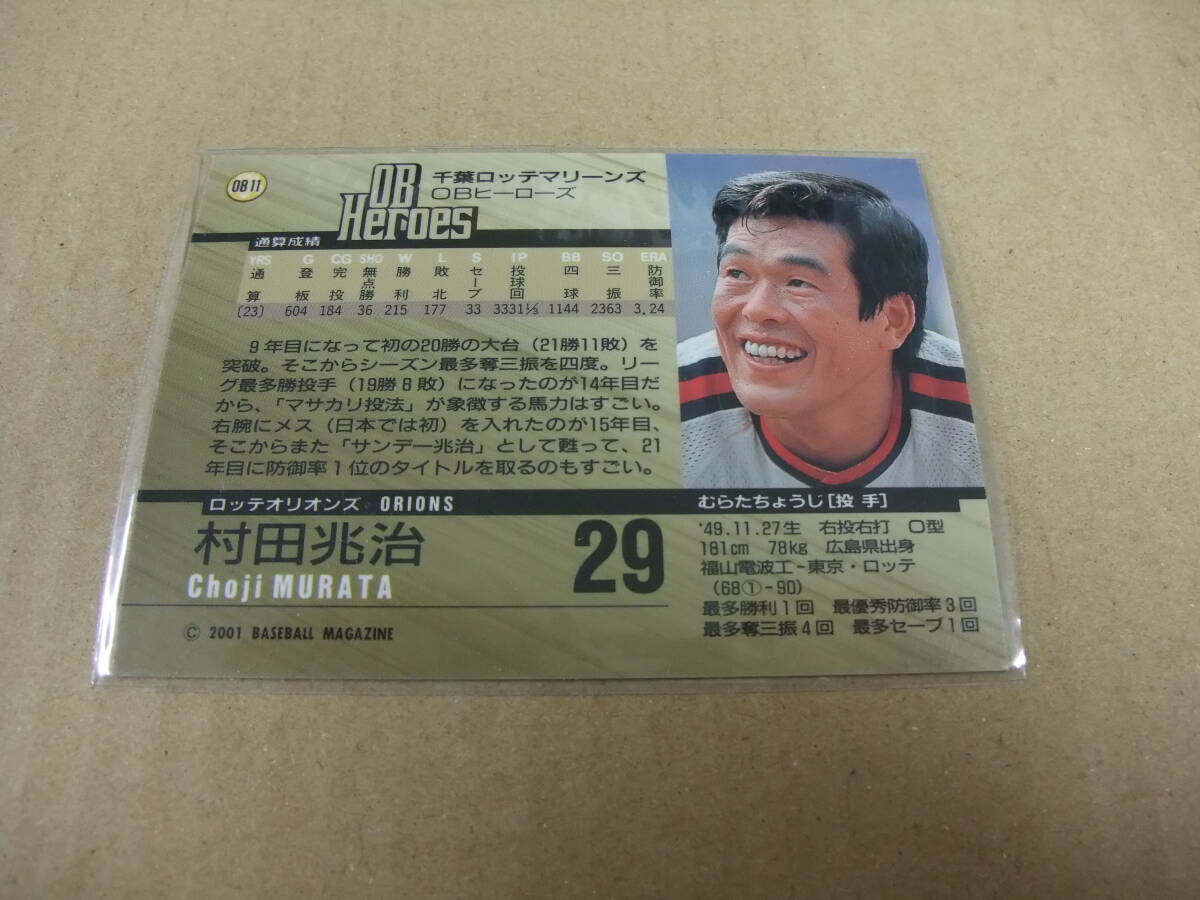 OB 11
OB Heroes
千葉ロッテマリーンズ
OBヒーローズ
通算成績
YRS G CG SHO W L S IP BB SO ERA
通算 登板 完投 無点勝 勝利 敗北 セーブ 投球回 四球 三振 防御率
(23) 604 184 36 215 177 33 3331⅓ 1144 2363 3.24
9年目になって初の20勝の大台（21勝11敗）を
突破。そこからシーズン最多奪三振を四度。リー
グ最多勝投手（19勝8敗）になったのが14年目だ
から、「マサカリ投法」が象徴する馬力はすごい。
右腕にメス（日本では初）を入れたのが15年目、
そこからまた「サンデー兆治」として甦って、21
年目に防御率1位のタイトルを取るのもすごい。
ロッテオリオンズ ORIONS
村田兆治
Choji MURATA
29
© 2001 BASEBALL MAGAZINE
むらたちょうじ[投 手]
'49.11.27生 右投右打 O型
181cm 78kg 広島県出身
福山電波工-東京・ロッテ
（68①-90）
最多勝利1回 最優秀防御率3回
最多奪三振4回 最多セーブ1回